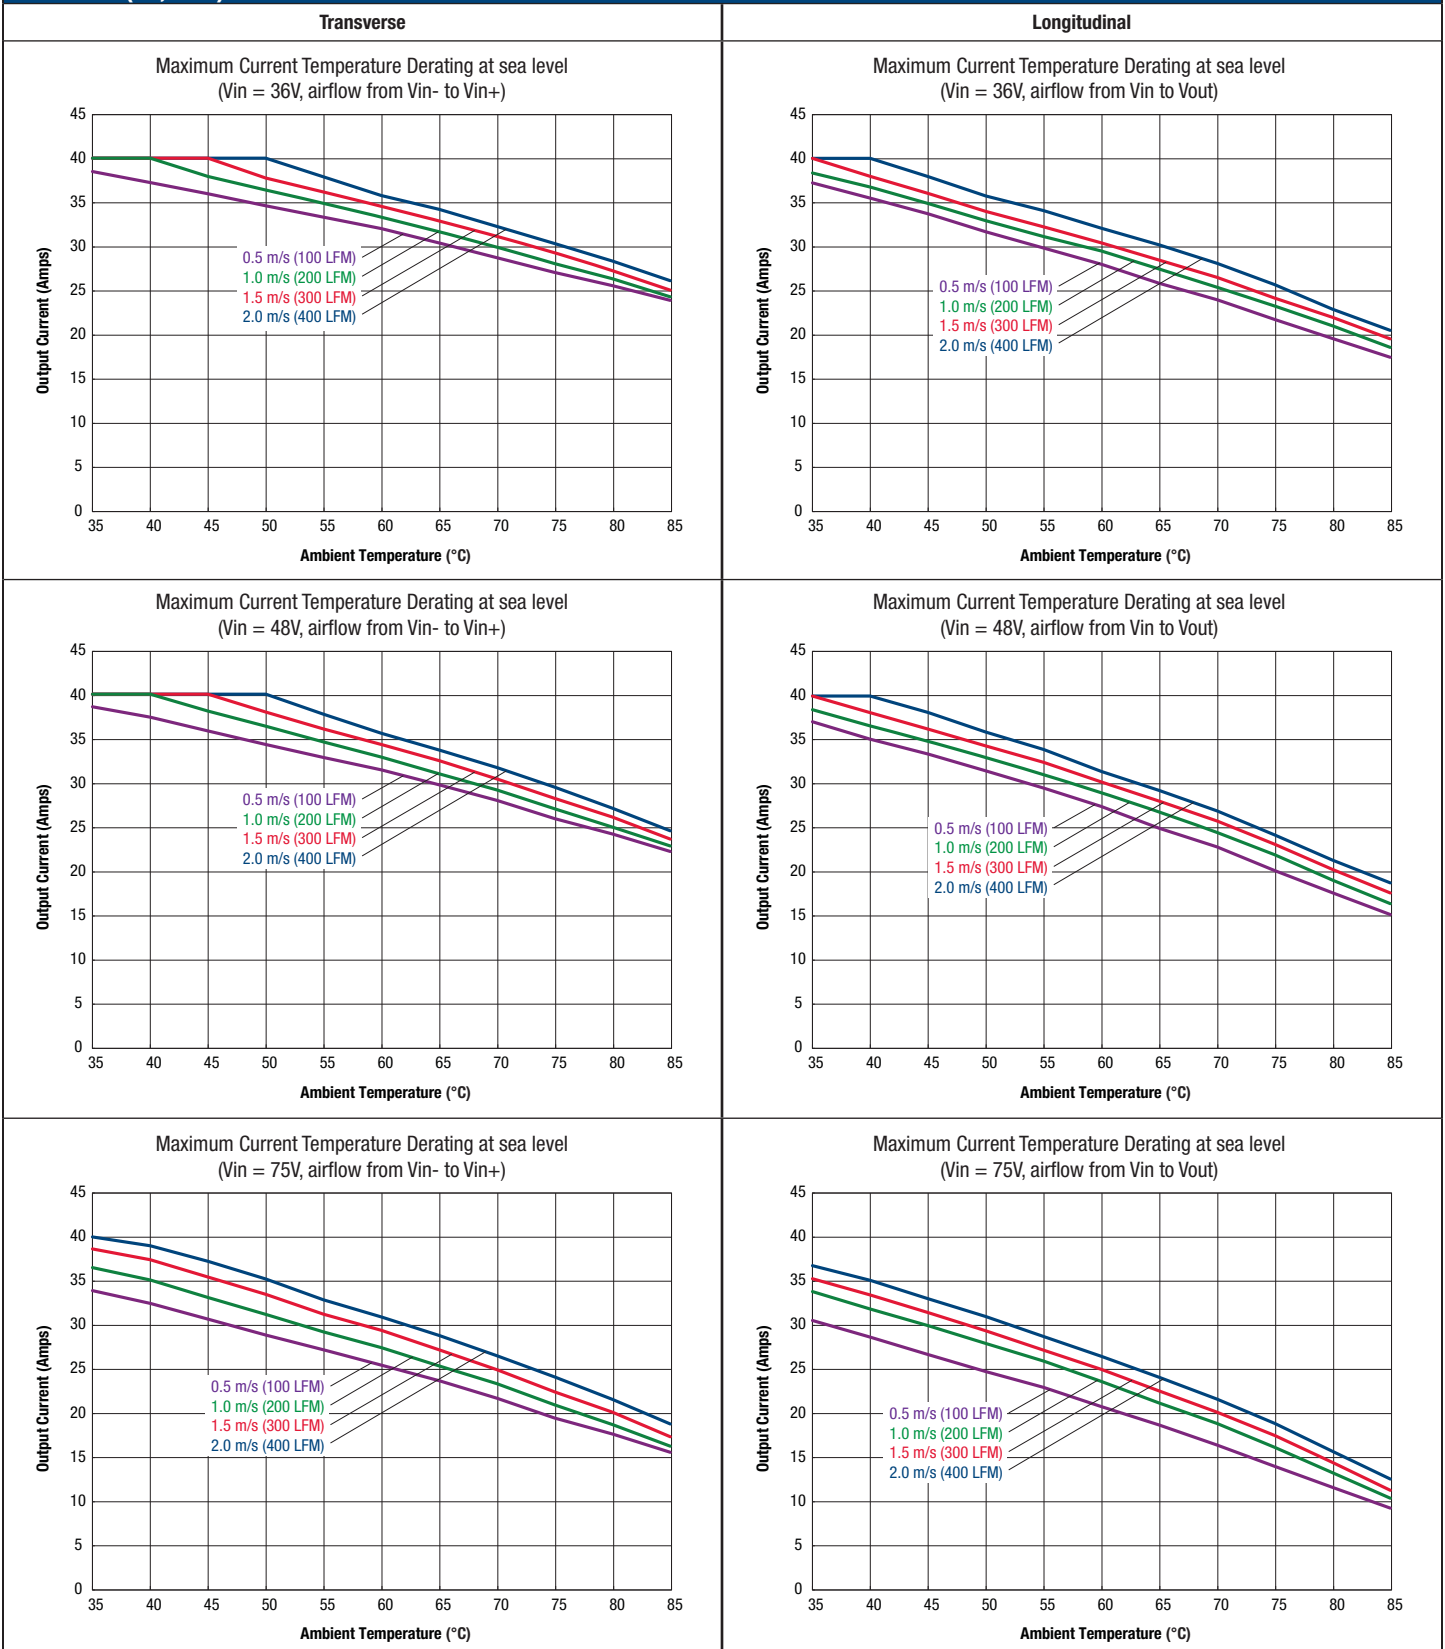 Transverse
Longitudinal
Maximum Current Temperature Derating at sea level
(Vin = 36V, airflow from Vin- to Vin+)
45
40
35
30
25
20
15
10
5
0
Output Current (Amps)
0.5 m/s (100 LFM)
1.0 m/s (200 LFM)
1.5 m/s (300 LFM)
2.0 m/s (400 LFM)
35 40 45 50 55 60 65 70 75 80 85
Ambient Temperature (°C)
Maximum Current Temperature Derating at sea level
(Vin = 36V, airflow from Vin to Vout)
45
40
35
30
25
20
15
10
5
0
Output Current (Amps)
0.5 m/s (100 LFM)
1.0 m/s (200 LFM)
1.5 m/s (300 LFM)
2.0 m/s (400 LFM)
35 40 45 50 55 60 65 70 75 80 85
Ambient Temperature (°C)
Maximum Current Temperature Derating at sea level
(Vin = 48V, airflow from Vin- to Vin+)
45
40
35
30
25
20
15
10
5
0
Output Current (Amps)
0.5 m/s (100 LFM)
1.0 m/s (200 LFM)
1.5 m/s (300 LFM)
2.0 m/s (400 LFM)
35 40 45 50 55 60 65 70 75 80 85
Ambient Temperature (°C)
Maximum Current Temperature Derating at sea level
(Vin = 48V, airflow from Vin to Vout)
45
40
35
30
25
20
15
10
5
0
Output Current (Amps)
0.5 m/s (100 LFM)
1.0 m/s (200 LFM)
1.5 m/s (300 LFM)
2.0 m/s (400 LFM)
35 40 45 50 55 60 65 70 75 80 85
Ambient Temperature (°C)
Maximum Current Temperature Derating at sea level
(Vin = 75V, airflow from Vin- to Vin+)
45
40
35
30
25
20
15
10
5
0
Output Current (Amps)
0.5 m/s (100 LFM)
1.0 m/s (200 LFM)
1.5 m/s (300 LFM)
2.0 m/s (400 LFM)
35 40 45 50 55 60 65 70 75 80 85
Ambient Temperature (°C)
Maximum Current Temperature Derating at sea level
(Vin = 75V, airflow from Vin to Vout)
45
40
35
30
25
20
15
10
5
0
Output Current (Amps)
0.5 m/s (100 LFM)
1.0 m/s (200 LFM)
1.5 m/s (300 LFM)
2.0 m/s (400 LFM)
35 40 45 50 55 60 65 70 75 80 85
Ambient Temperature (°C)